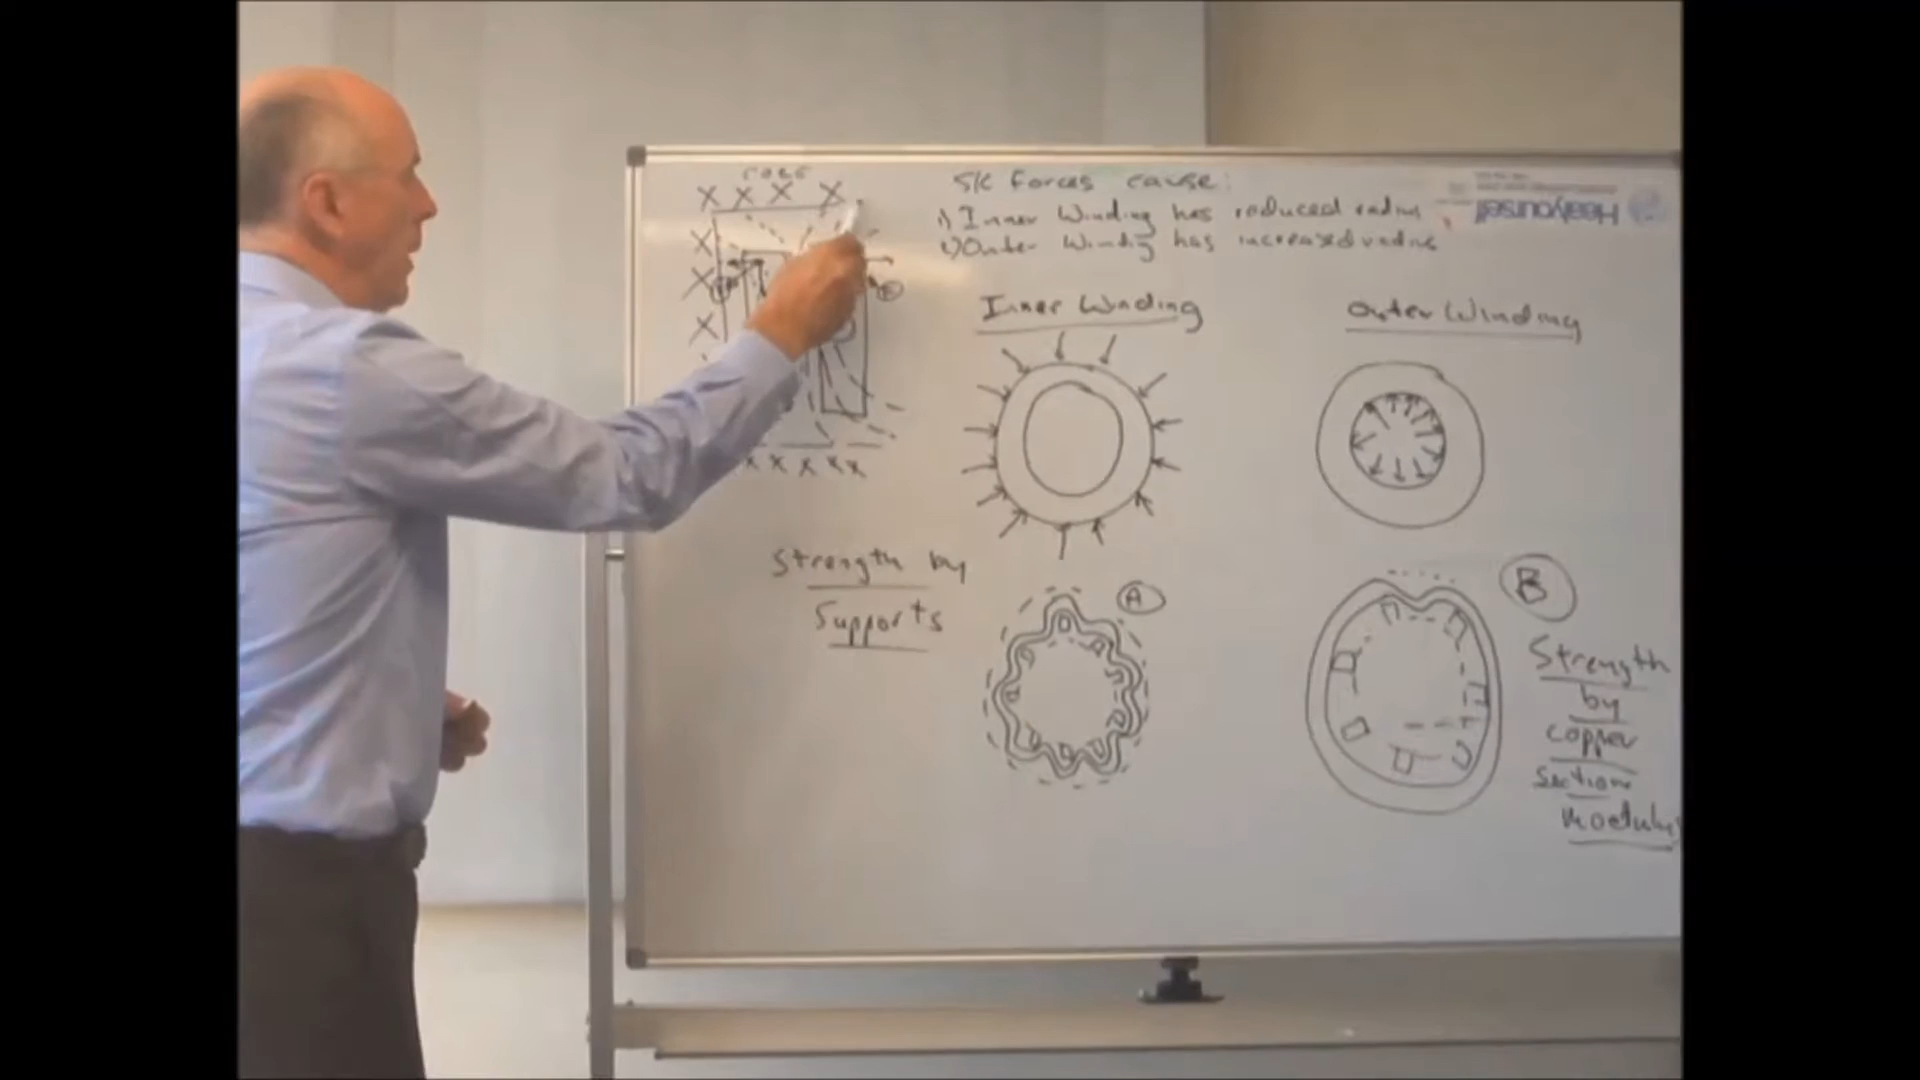 core
X X X X
X
X
X
X X X X X
S/C forces cause:
1) Inner Winding has reduced radius
2) Outer Winding has increased radius
Inner Winding
Outer Winding
Strength by
Supports
A
B
Strength
by
copper
section
modulus
Healyourself